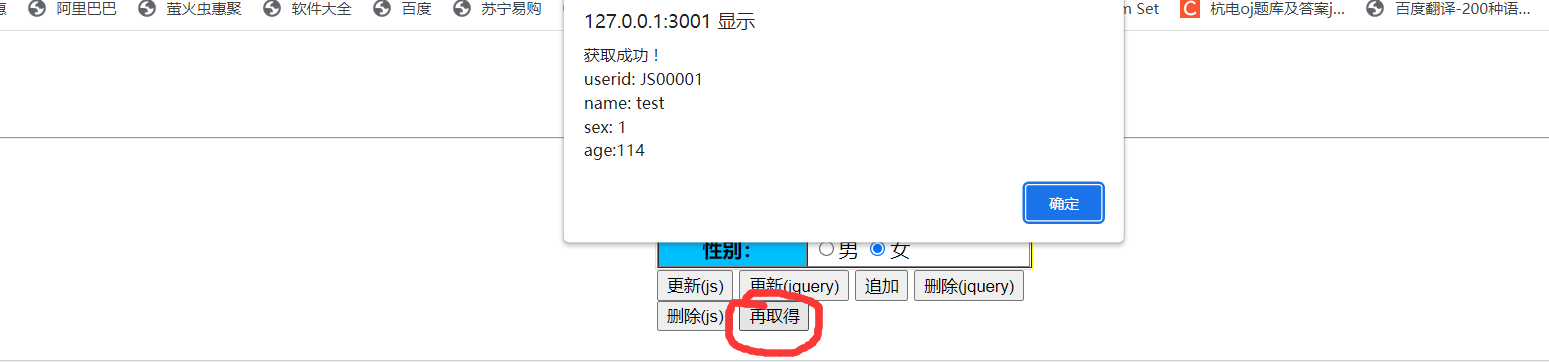 惠 阿里巴巴 萤火虫惠聚 软件大全 百度 苏宁易购 m Set C 杭电oj题库及答案j... 百度翻译-200种语...
127.0.0.1:3001 显示
获取成功！
userid: JS00001
name: test
sex: 1
age:114
确定
性别： 男 女
更新(js) 更新(jquery) 追加 删除(jquery)
删除(js) 再取得